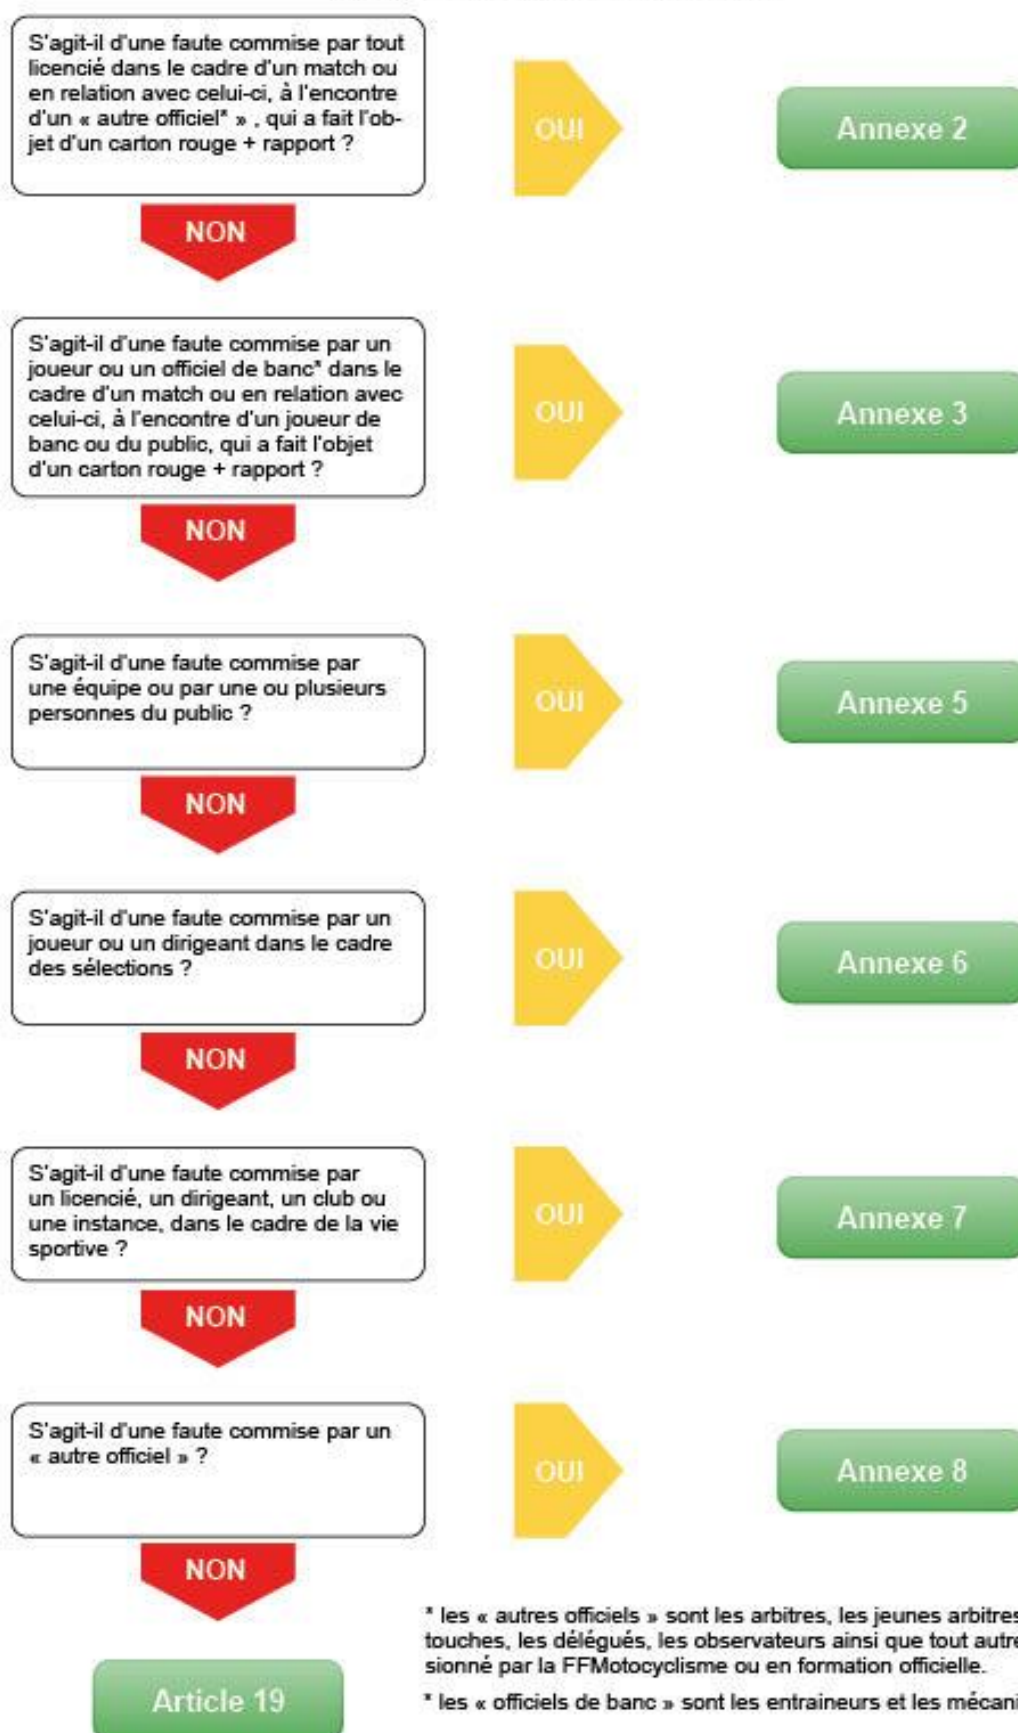 S'agit-il d'une faute commise par tout
licencié dans le cadre d'un match ou
en relation avec celui-ci, à l'encontre
d'un « autre officiel* » , qui a fait l'ob-
jet d'un carton rouge + rapport ?
OUI
Annexe 2
NON
S'agit-il d'une faute commise par un
joueur ou un officiel de banc* dans le
cadre d'un match ou en relation avec
celui-ci, à l'encontre d'un joueur de
banc ou du public, qui a fait l'objet
d'un carton rouge + rapport ?
OUI
Annexe 3
NON
S'agit-il d'une faute commise par
une équipe ou par une ou plusieurs
personnes du public ?
OUI
Annexe 5
NON
S'agit-il d'une faute commise par un
joueur ou un dirigeant dans le cadre
des sélections ?
OUI
Annexe 6
NON
S'agit-il d'une faute commise par
un licencié, un dirigeant, un club ou
une instance, dans le cadre de la vie
sportive ?
OUI
Annexe 7
NON
S'agit-il d'une faute commise par un
« autre officiel » ?
OUI
Annexe 8
NON
Article 19
* les « autres officiels » sont les arbitres, les jeunes arbitres
touches, les délégués, les observateurs ainsi que tout autre
sionné par la FFMotocyclisme ou en formation officielle.
* les « officiels de banc » sont les entraineurs et les mécani